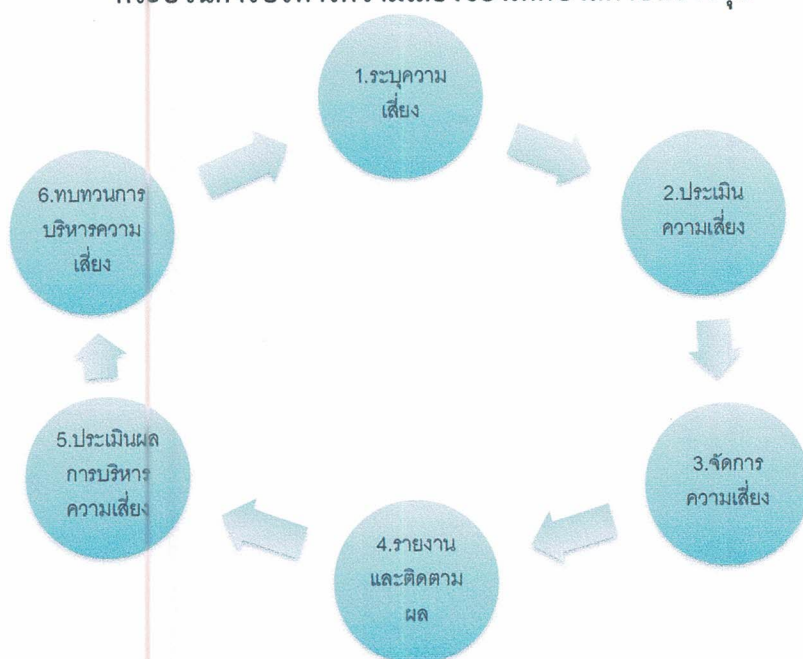 1.ระบุความ
เสี่ยง
2.ประเมิน
ความเสี่ยง
3.จัดการ
ความเสี่ยง
4.รายงาน
และติดตาม
ผล
5.ประเมินผล
การบริหาร
ความเสี่ยง
6.ทบทวนการ
บริหารความ
เสี่ยง